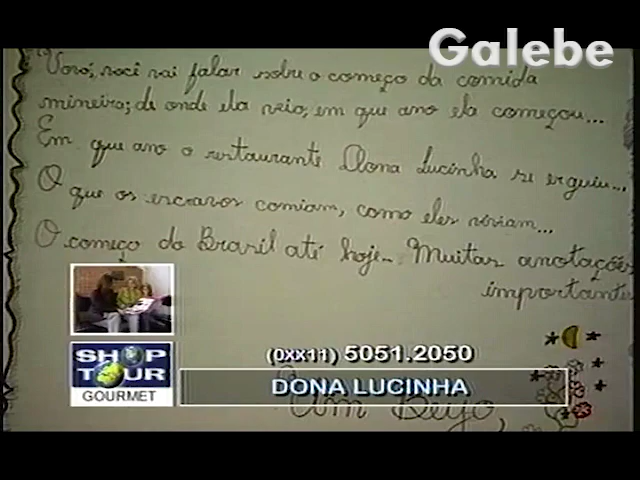 Galebe
Vovó, você vai falar sobre o começo da comida
mineira; de onde ela veio, em que ano ela começou...
Em que ano o restaurante Dona Lucinha se erguiu...
O que os escravos comiam, como eles viviam...
O começo do Brasil até hoje... Muitas anotações
importantes
(0XX11) 5051.2050
SHOP
TOUR
GOURMET
DONA LUCINHA
Um Beijo,